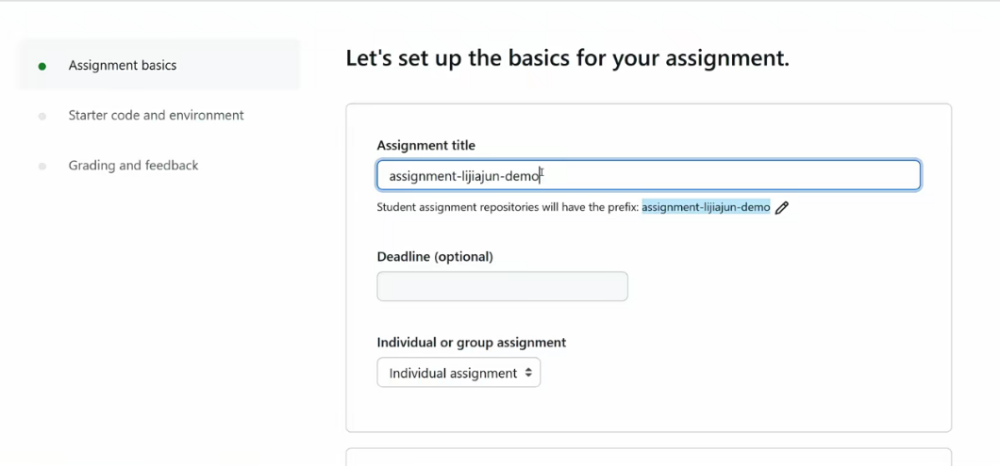 Assignment basics
Starter code and environment
Grading and feedback
Let's set up the basics for your assignment.
Assignment title
assignment-lijiajun-demo
Student assignment repositories will have the prefix: assignment-lijiajun-demo
Deadline (optional)
Individual or group assignment
Individual assignment